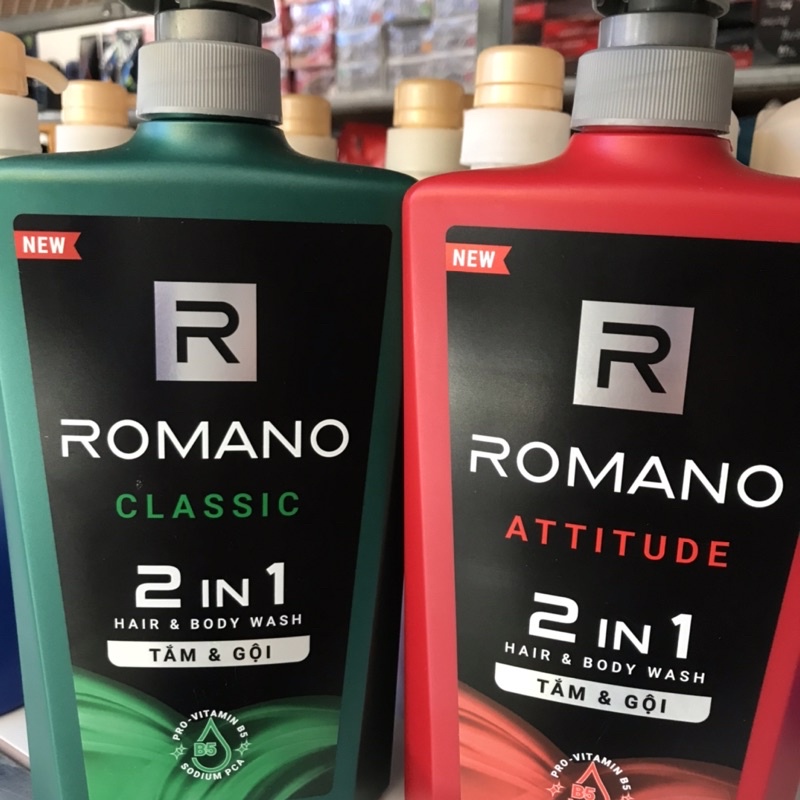 NEW
R
ROMANO
CLASSIC
2 IN 1
HAIR & BODY WASH
TẮM & GỘI
PRO-VITAMIN B5
B5
SODIUM PCA
NEW
R
ROMANO
ATTITUDE
2 IN 1
HAIR & BODY WASH
TẮM & GỘI
PRO-VITAMIN B5
B5